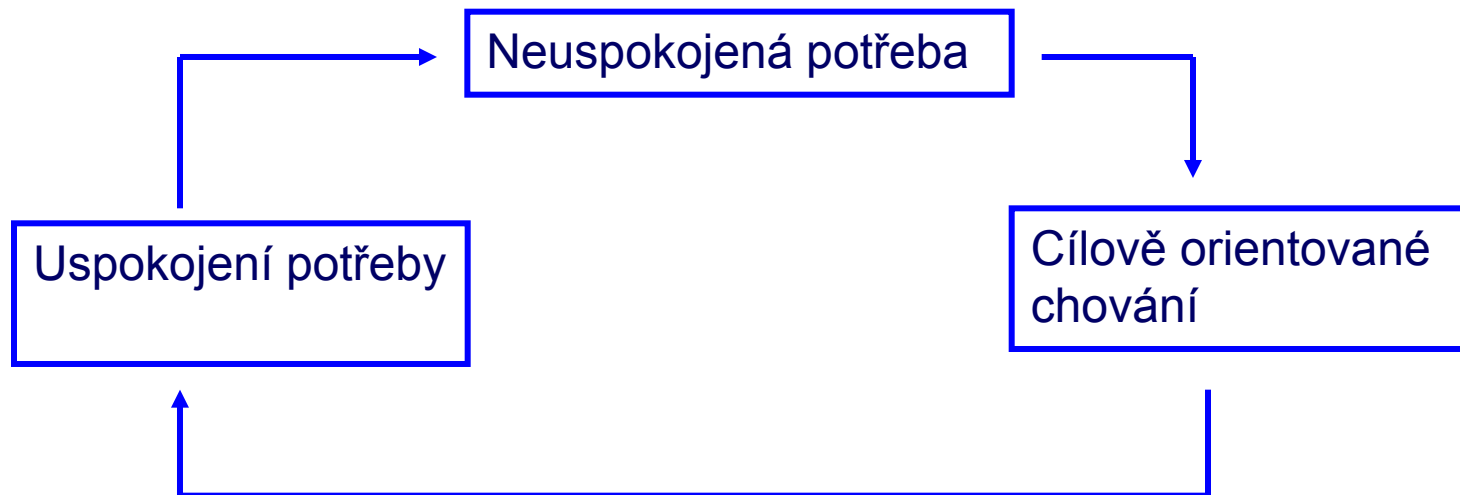 Neuspokojená potřeba
Uspokojení potřeby
Cílově orientované
chování